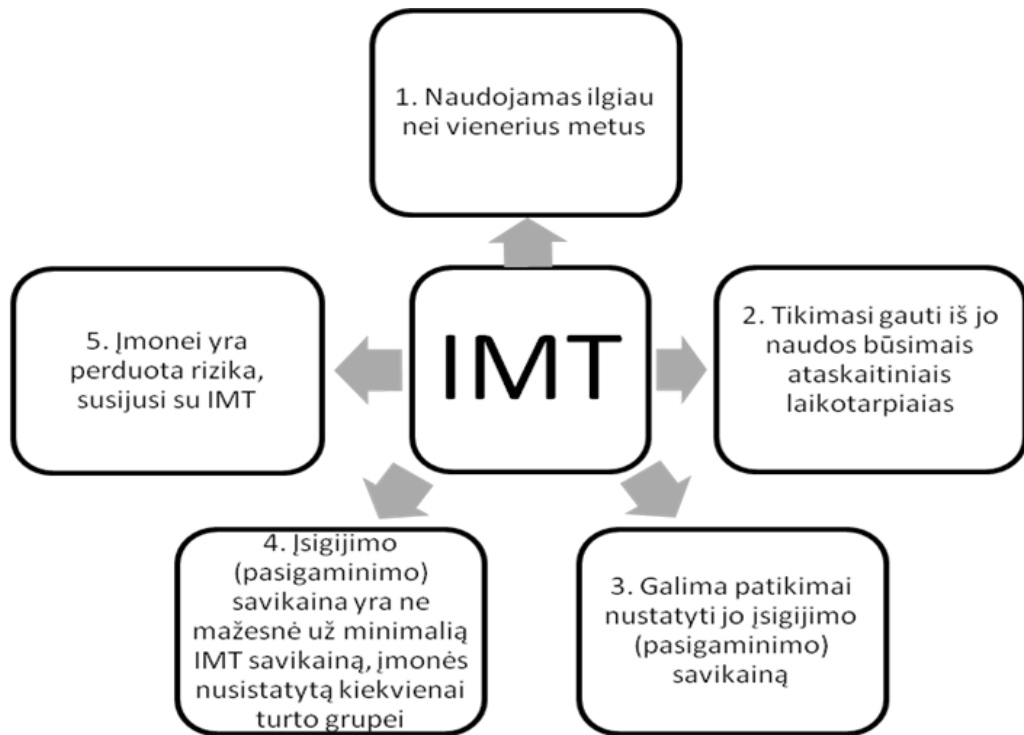 1. Naudojamas ilgiau
nei vienerius metus
IMT
2. Tikimasi gauti iš jo
naudos būsimais
ataskaitiniais
laikotarpiaias
3. Galima patikimai
nustatyti jo įsigijimo
(pasigaminimo)
savikainą
4. Įsigijimo
(pasigaminimo)
savikaina yra ne
mažesnė už minimalią
IMT savikainą, įmonės
nusistatytą kiekvienai
turto grupei
5. Įmonei yra
perduota rizika,
susijusi su IMT